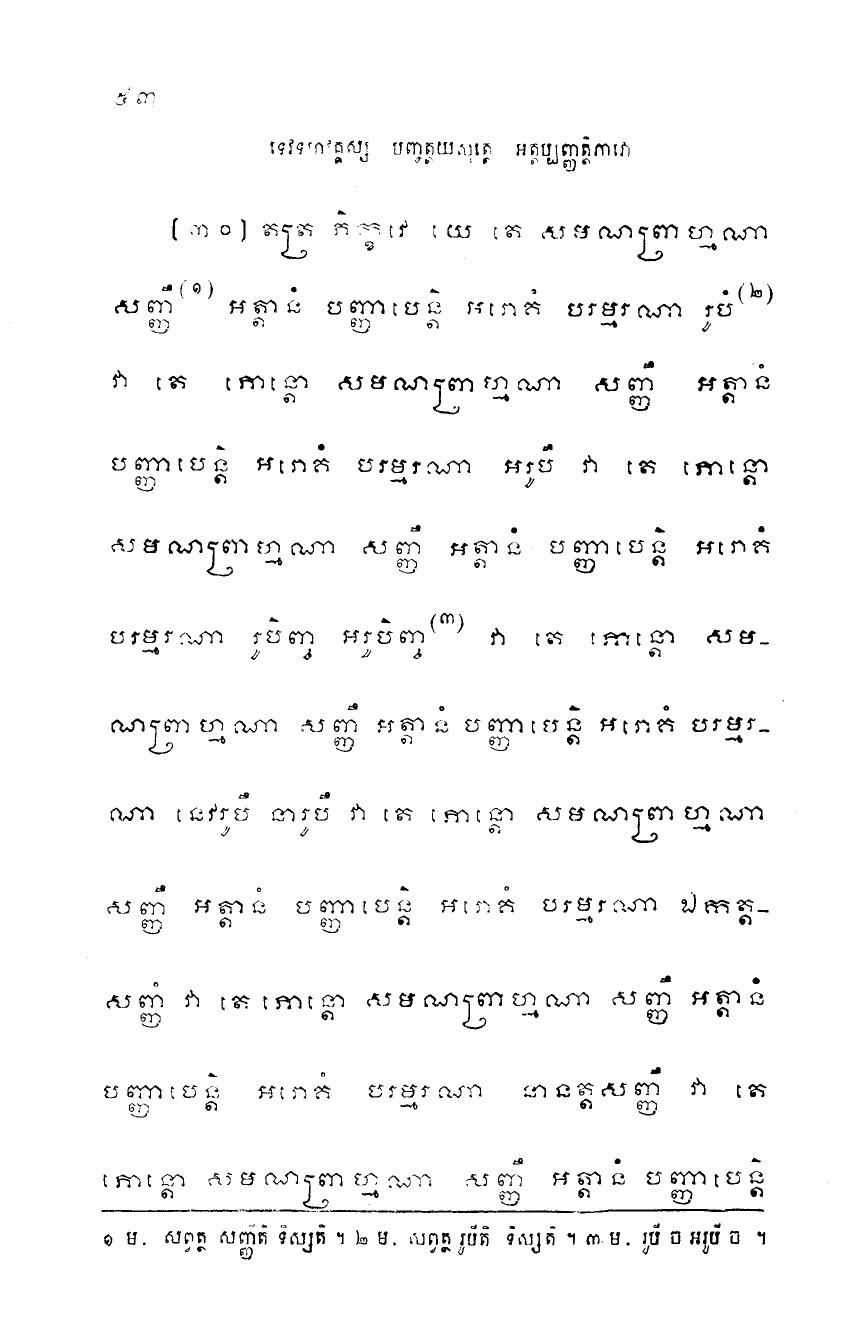 ៥៣
ទេវទហវគ្គស្ស បញ្ចត្តយសុត្តេ អត្តប្បញ្ញត្តិភាវោ
(៣០) តត្រ ភិក្ខវេ យេ តេ សមណព្រាហ្មណា
សញ្ញឹ(១) អត្តានំ បញ្ញាបេន្តិ អរោគំ បរម្មរណា រូបំ(២)
វា តេ ភោន្តោ សមណព្រាហ្មណា សញ្ញឹ អត្តានំ
បញ្ញាបេន្តិ អរោគំ បរម្មរណា អរូបឹ វា តេ ភោន្តោ
សមណព្រាហ្មណា សញ្ញឹ អត្តានំ បញ្ញាបេន្តិ អរោគំ
បរម្មរណា រូបិញ្ច អរូបិញ្ច(៣) វា តេ ភោន្តោ សម-
ណព្រាហ្មណា សញ្ញឹ អត្តានំ បញ្ញាបេន្តិ អរោគំ បរម្មរ-
ណា នេវរូបឹ នារូបឹ វា តេ ភោន្តោ សមណព្រាហ្មណា
សញ្ញឹ អត្តានំ បញ្ញាបេន្តិ អរោគំ បរម្មរណា ឯកត្ត-
សញ្ញំ វា តេ ភោន្តោ សមណព្រាហ្មណា សញ្ញឹ អត្តានំ
បញ្ញាបេន្តិ អរោគំ បរម្មរណា នានត្តសញ្ញឹ វា តេ
ភោន្តោ សមណព្រាហ្មណា សញ្ញឹ អត្តានំ បញ្ញាបេន្តិ
១ ម. សព្វត្ថ សញ្ញីតិ ទិស្សតិ ។ ២ ម. សព្វត្ថ រូបីតិ ទិស្សតិ ។ ៣ ម. រូបឹ ច អរូបឹ ច ។